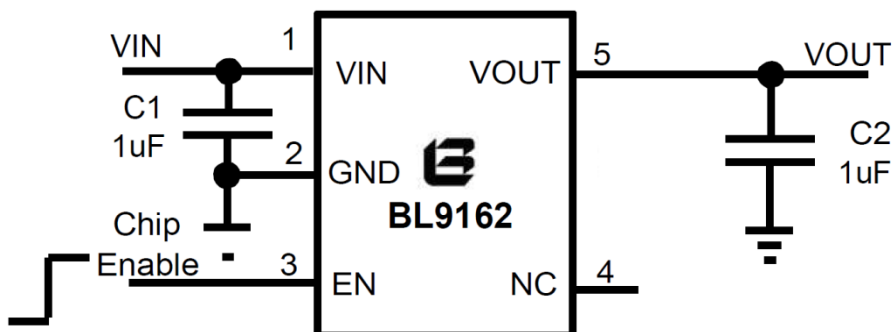 VIN
1
VIN
VOUT
5
VOUT
C1
1uF
2
GND
BL9162
C2
1uF
Chip
Enable
3
EN
NC
4